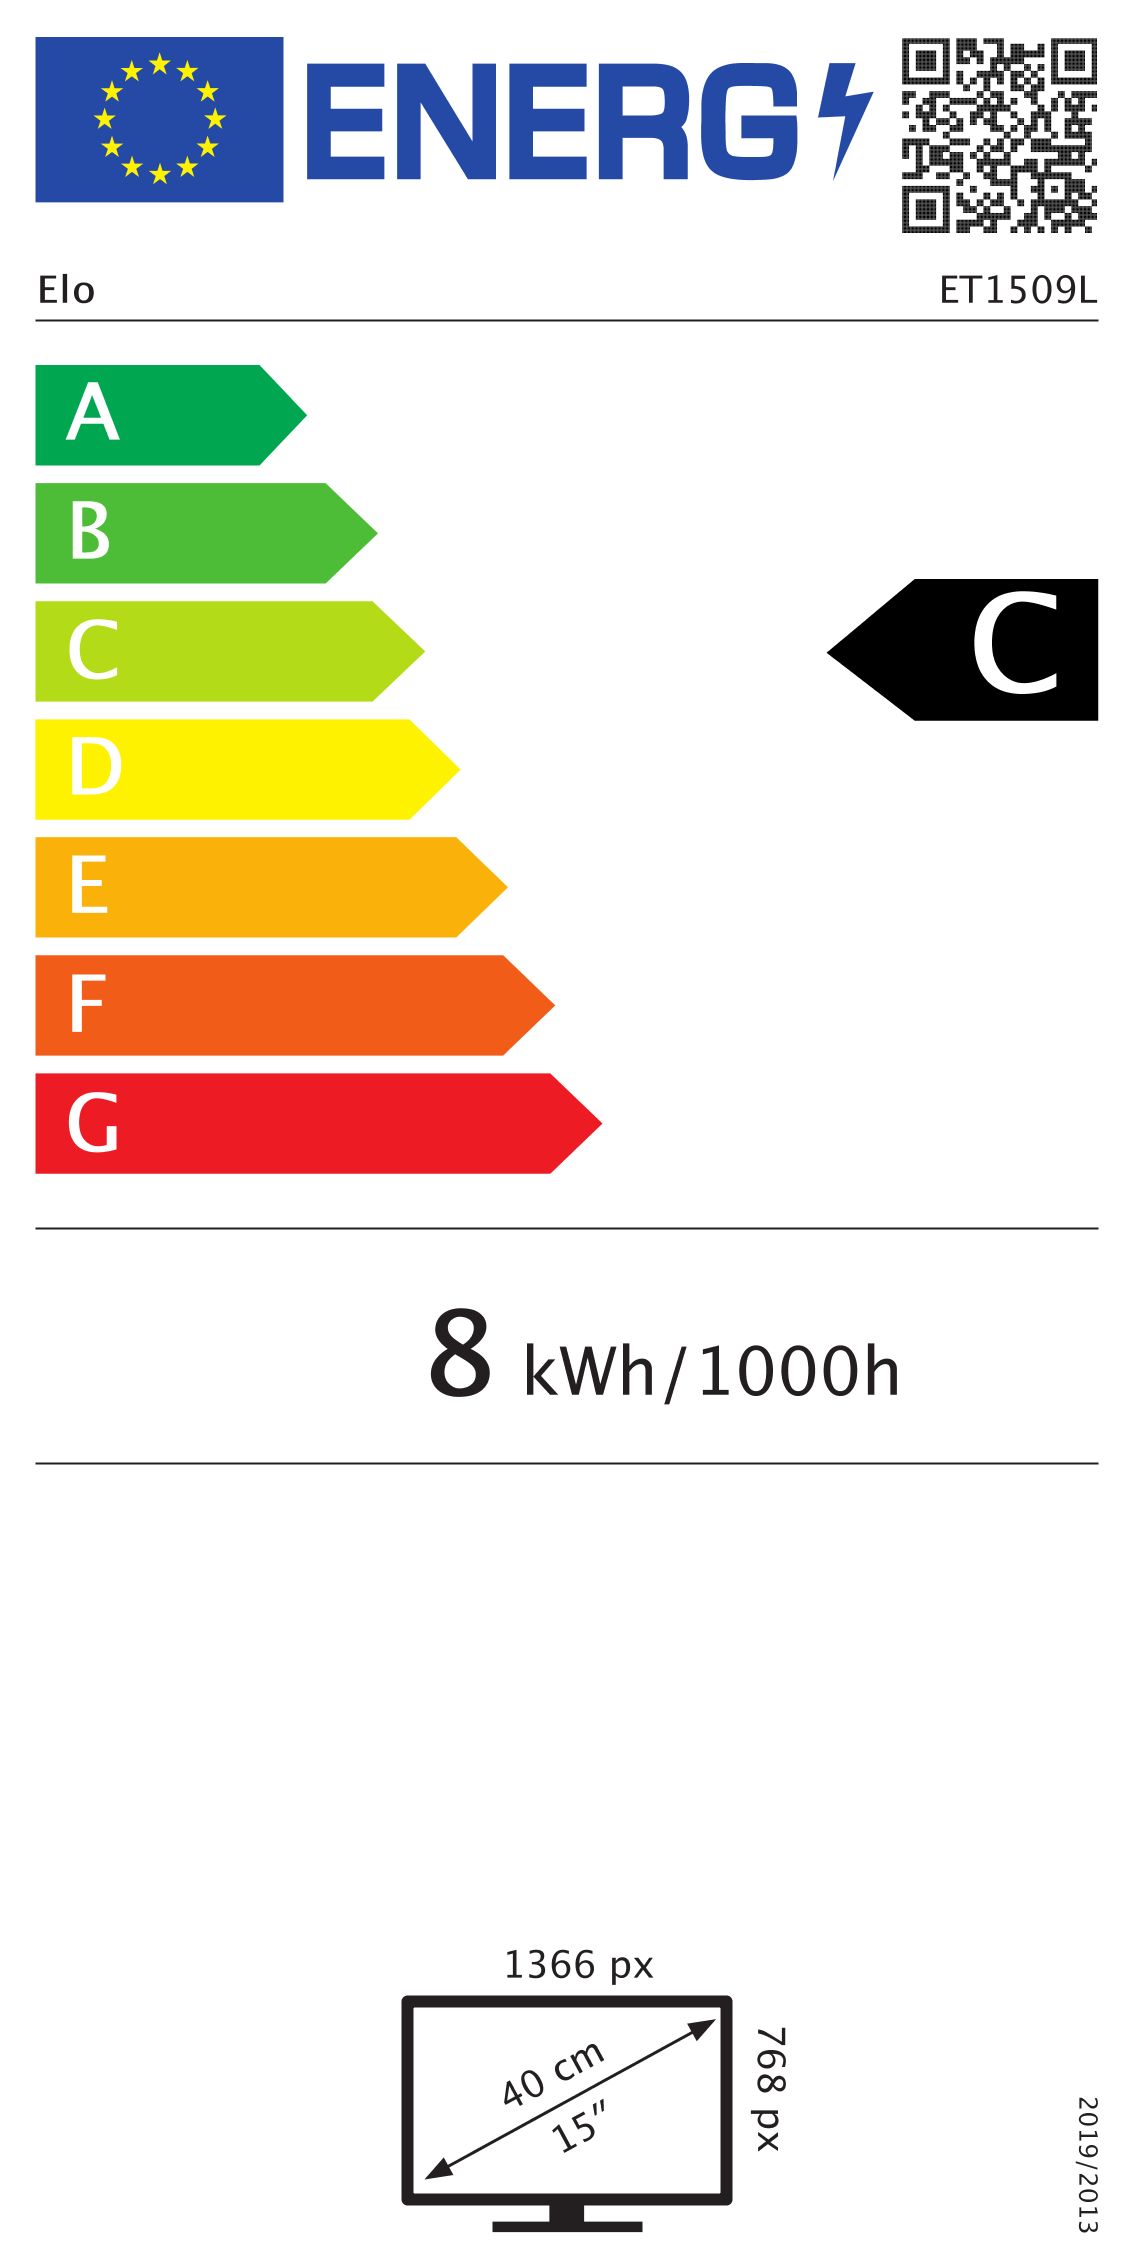 ENERG
Elo
ET1509L
A
B
C
C
D
E
F
G
8 kWh/1000h
1366 px
40 cm
15”
768 px
2019/2013